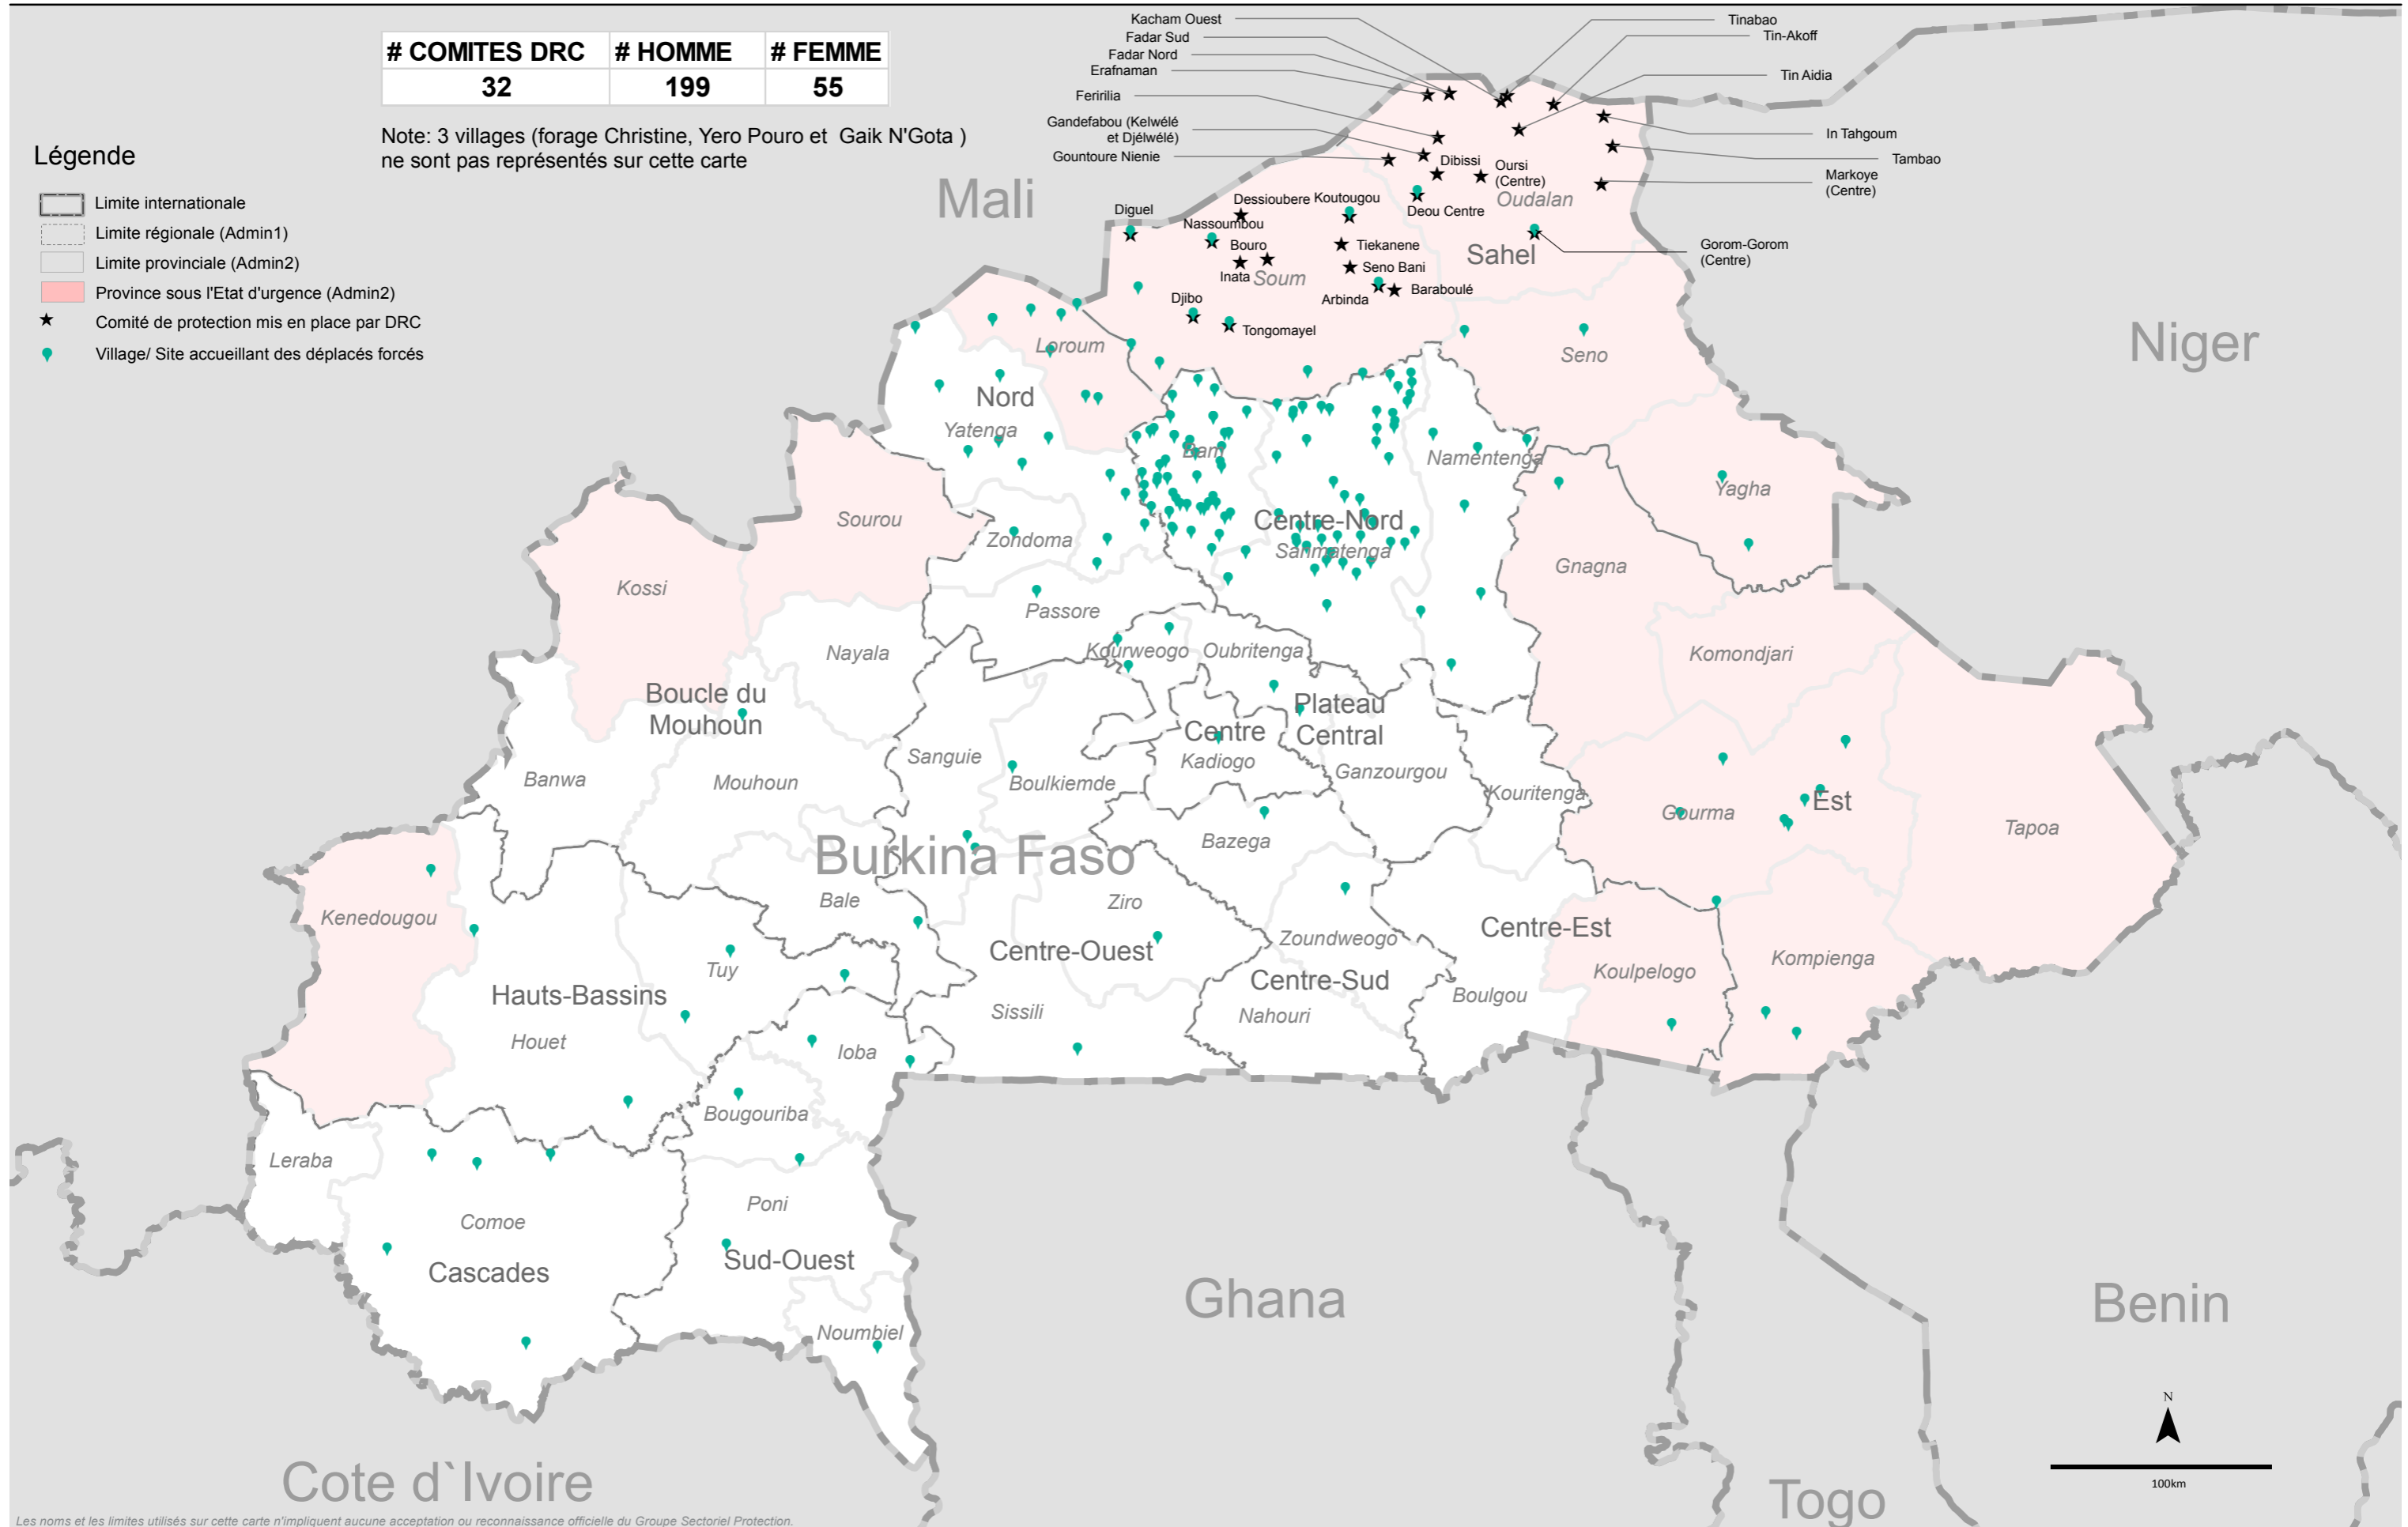 # COMITES DRC # HOMME # FEMME
32 199 55
Note: 3 villages (forage Christine, Yero Pouro et  Gaik N'Gota )
ne sont pas représentés sur cette carte
Légende
Limite internationale
Limite régionale (Admin1)
Limite provinciale (Admin2)
Province sous l'Etat d'urgence (Admin2)
Comité de protection mis en place par DRC
Village/ Site accueillant des déplacés forcés
Kacham Ouest
Fadar Sud
Fadar Nord
Erafnaman
Feririlia
Gandefabou (Kelwélé
et Djélwélé)
Gountoure Nienie
Tinabao
Tin-Akoff
Tin Aidia
In Tahgoum
Tambao
Markoye
(Centre)
Gorom-Gorom
(Centre)
Mali
Diguel
Dessioubere
Koutougou
Nassoumbou
Bouro
Inata
Soum
Tiekanene
Seno Bani
Arbinda
Baraboulé
Djibo
Tongomayel
Dibissi
Oursi
(Centre)
Deou Centre
Oudalan
Sahel
Niger
Loroum
Seno
Nord
Yatenga
Bam
Namentenga
Yagha
Sourou
Zondoma
Centre-Nord
Sanmatenga
Gnagna
Kossi
Passore
Nayala
Kourweogo
Oubritenga
Komondjari
Boucle du
Mouhoun
Plateau
Central
Centre
Kadiogo
Sanguie
Banwa
Mouhoun
Boulkiemde
Ganzourgou
Kouritenga
Gourma
Est
Tapoa
Burkina Faso
Bazega
Bale
Ziro
Kenedougou
Centre-Est
Centre-Ouest
Zoundweogo
Tuy
Koulpelogo
Kompienga
Hauts-Bassins
Centre-Sud
Boulgou
Sissili
Nahouri
Houet
Ioba
Bougouriba
Leraba
Poni
Comoe
Sud-Ouest
Cascades
Noumbiel
Ghana
Benin
Cote d`Ivoire
Togo
N
100km
Les noms et les limites utilisés sur cette carte n'impliquent aucune acceptation ou reconnaissance officielle du Groupe Sectoriel Protection.